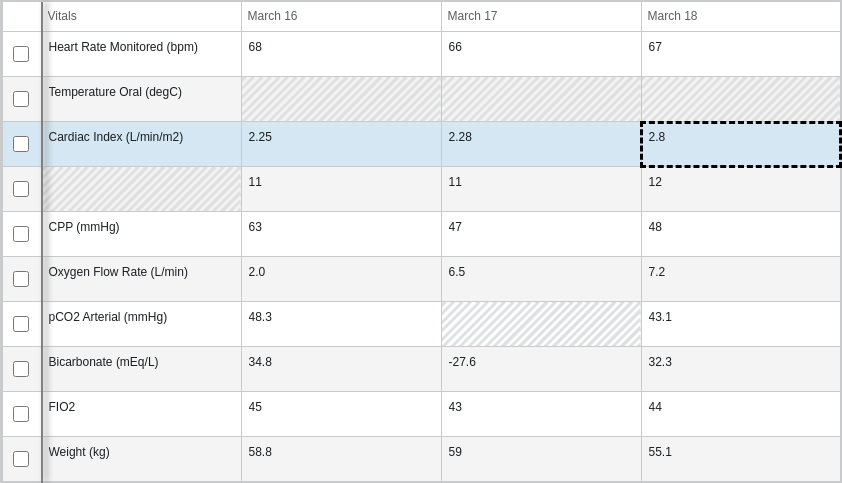 Vitals March 16 March 17 March 18
Heart Rate Monitored (bpm) 68 66 67
Temperature Oral (degC)
Cardiac Index (L/min/m2) 2.25 2.28 2.8
11 11 12
CPP (mmHg) 63 47 48
Oxygen Flow Rate (L/min) 2.0 6.5 7.2
pCO2 Arterial (mmHg) 48.3 43.1
Bicarbonate (mEq/L) 34.8 -27.6 32.3
FIO2 45 43 44
Weight (kg) 58.8 59 55.1